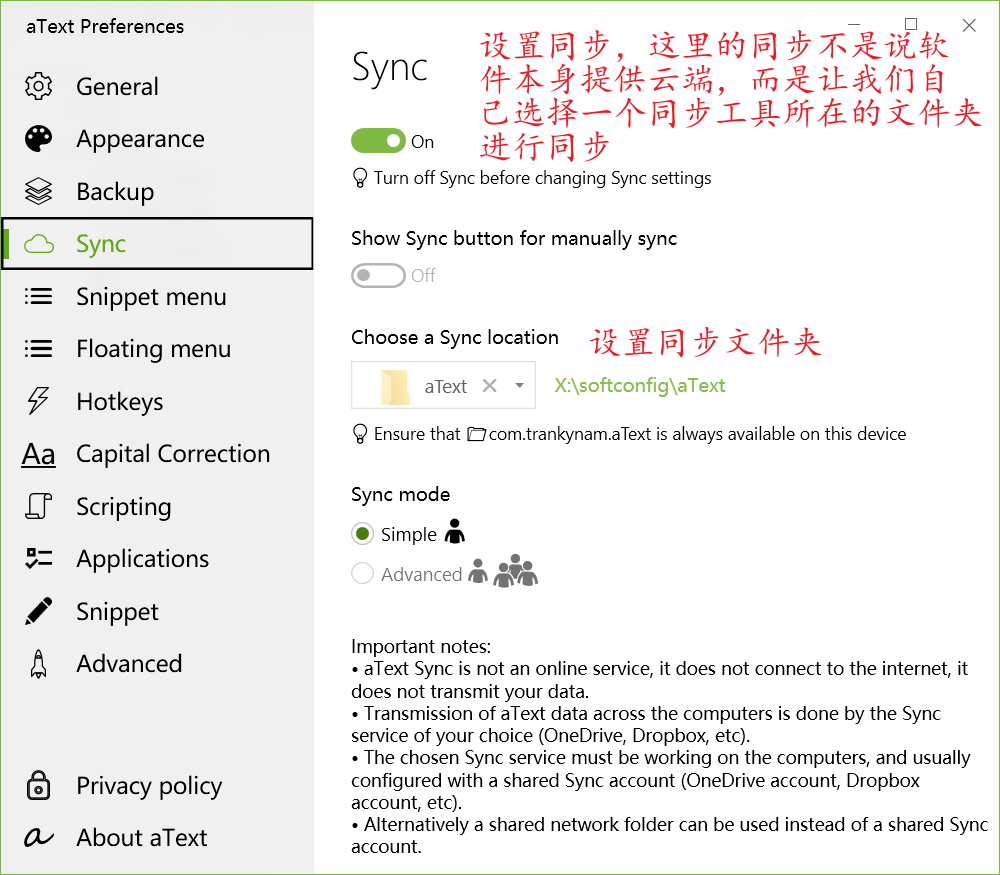 aText Preferences
General
Appearance
Backup
Sync
Snippet menu
Floating menu
Hotkeys
Aa Capital Correction
Scripting
Applications
Snippet
Advanced
Privacy policy
About aText
Sync
设置同步，这里的同步不是说软
件本身提供云端，而是让我们自
己选择一个同步工具所在的文件夹
进行同步
On
Turn off Sync before changing Sync settings
Show Sync button for manually sync
Off
Choose a Sync location
设置同步文件夹
aText
X:\softconfig\aText
Ensure that com.trankynam.aText is always available on this device
Sync mode
Simple
Advanced
Important notes:
• aText Sync is not an online service, it does not connect to the internet, it
does not transmit your data.
• Transmission of aText data across the computers is done by the Sync
service of your choice (OneDrive, Dropbox, etc).
• The chosen Sync service must be working on the computers, and usually
configured with a shared Sync account (OneDrive account, Dropbox
account, etc).
• Alternatively a shared network folder can be used instead of a shared Sync
account.